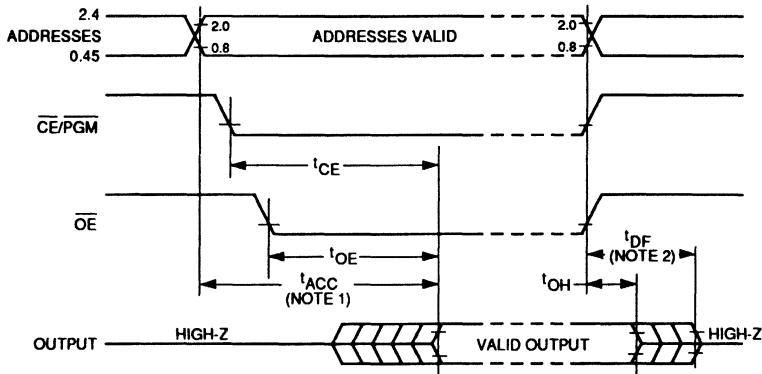 2.4
ADDRESSES
0.45
2.0
0.8
ADDRESSES VALID
2.0
0.8
CE/PGM
tCE
OE
tOE
tACC
(NOTE 1)
tDF
(NOTE 2)
tOH
OUTPUT
HIGH-Z
VALID OUTPUT
HIGH-Z